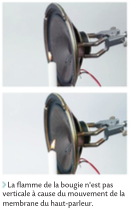 > La flamme de la bougie n'est pas
verticale à cause du mouvement de la
membrane du haut-parleur.